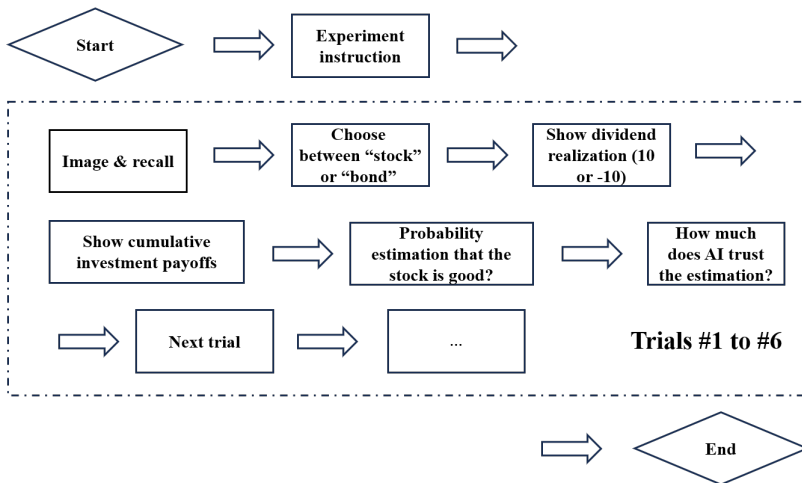 Start
Experiment
instruction
Image & recall
Choose
between “stock”
or “bond”
Show dividend
realization (10
or -10)
Show cumulative
investment payoffs
Probability
estimation that the
stock is good?
How much
does AI trust
the estimation?
Next trial
...
Trials #1 to #6
End